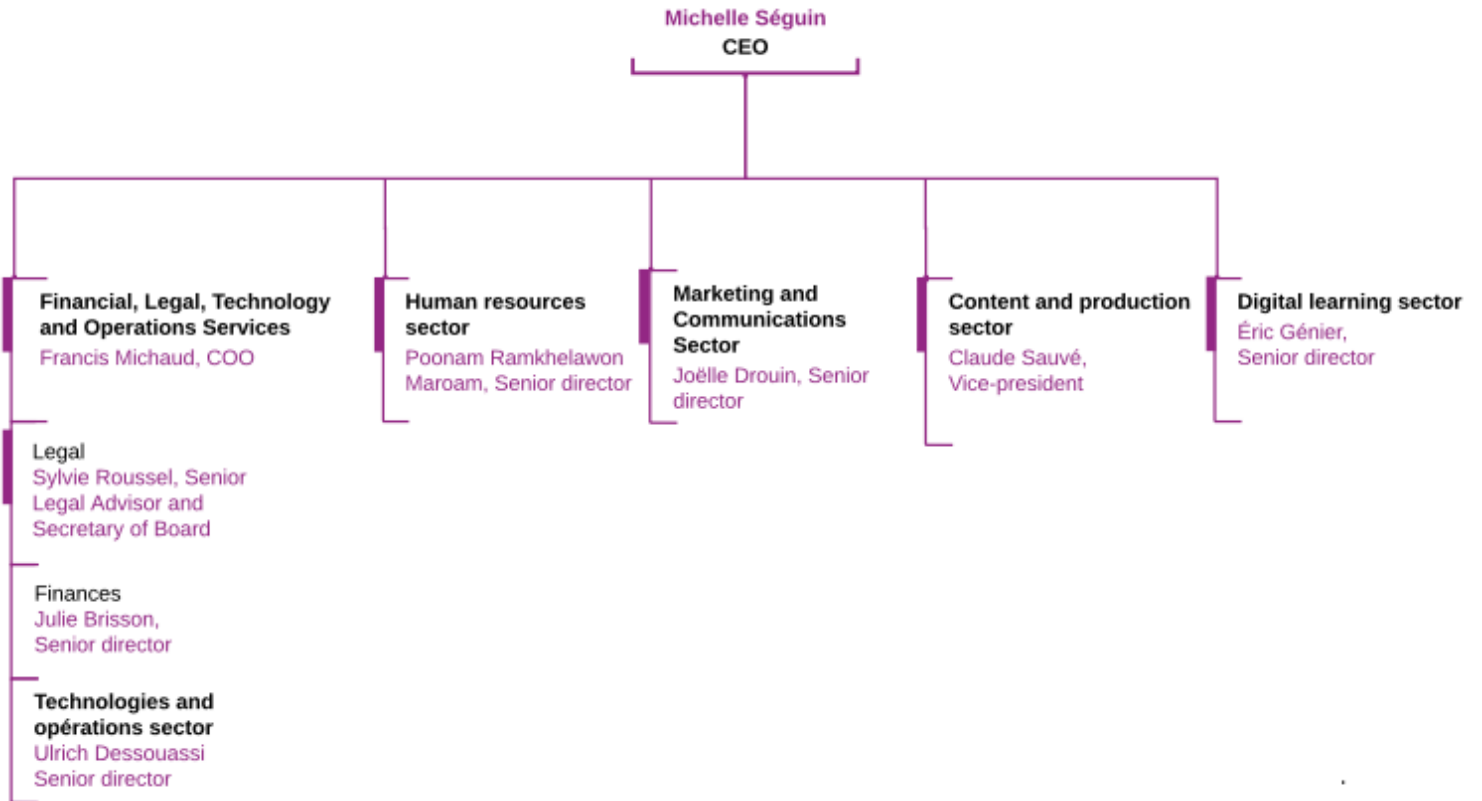 Michelle Séguin
CEO
Financial, Legal, Technology
and Operations Services
Francis Michaud, COO
Human resources
sector
Poonam Ramkhelawon
Maroam, Senior director
Marketing and
Communications
Sector
Joëlle Drouin, Senior
director
Content and production
sector
Claude Sauvé,
Vice-president
Digital learning sector
Éric Génier,
Senior director
Legal
Sylvie Roussel, Senior
Legal Advisor and
Secretary of Board
Finances
Julie Brisson,
Senior director
Technologies and
opérations sector
Ulrich Dessouassi
Senior director
.